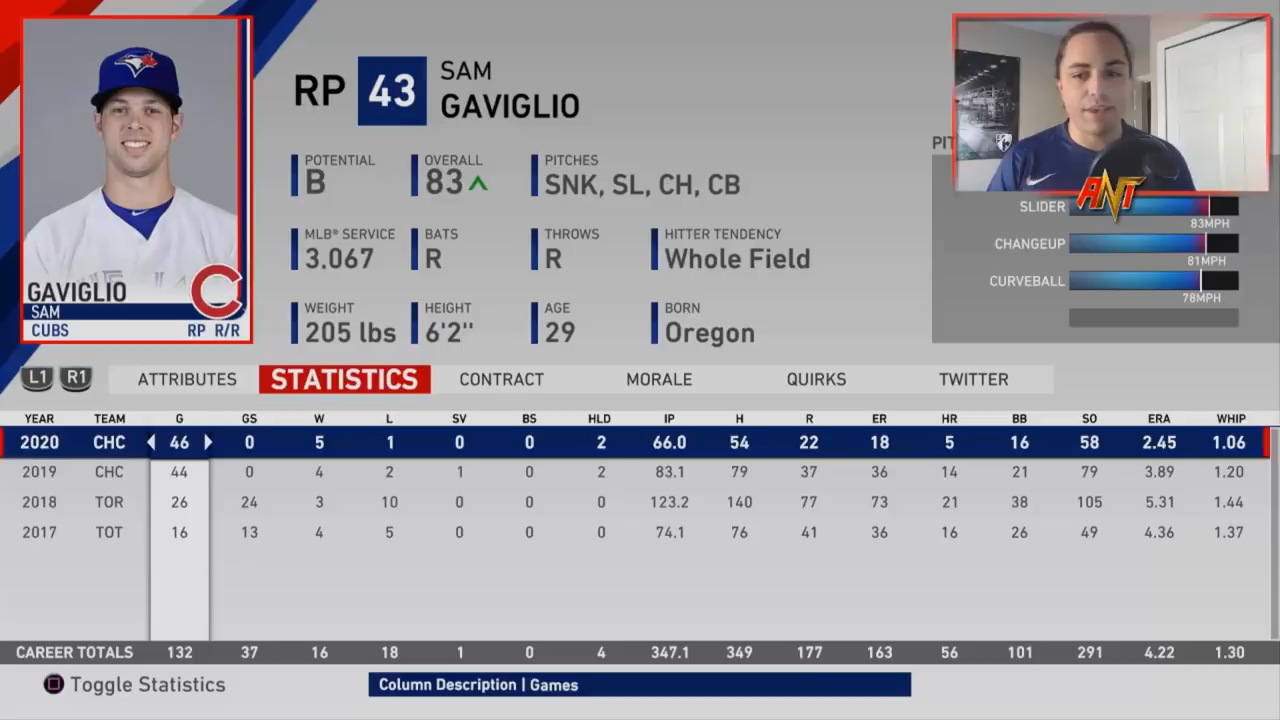 RP 43 SAM GAVIGLIO
POTENTIAL OVERALL PITCHES
B 83 SNK, SL, CH, CB
MLB® SERVICE BATS THROWS HITTER TENDENCY
3.067 R R Whole Field
WEIGHT HEIGHT AGE BORN
205 lbs 6'2" 29 Oregon
GAVIGLIO
SAM
CUBS RP R/R
C
ANT
PIT
SLIDER
83MPH
CHANGEUP
81MPH
CURVEBALL
78MPH
L1 R1 ATTRIBUTES STATISTICS CONTRACT MORALE QUIRKS TWITTER
YEAR TEAM G GS W L SV BS HLD IP H R ER HR BB SO ERA WHIP
2020 CHC 46 0 5 1 0 0 2 66.0 54 22 18 5 16 58 2.45 1.06
2019 CHC 44 0 4 2 1 0 2 83.1 79 37 36 14 21 79 3.89 1.20
2018 TOR 26 24 3 10 0 0 0 123.2 140 77 73 21 38 105 5.31 1.44
2017 TOT 16 13 4 5 0 0 0 74.1 76 41 36 16 26 49 4.36 1.37
CAREER TOTALS 132 37 16 18 1 0 4 347.1 349 177 163 56 101 291 4.22 1.30
Toggle Statistics
Column Description | Games